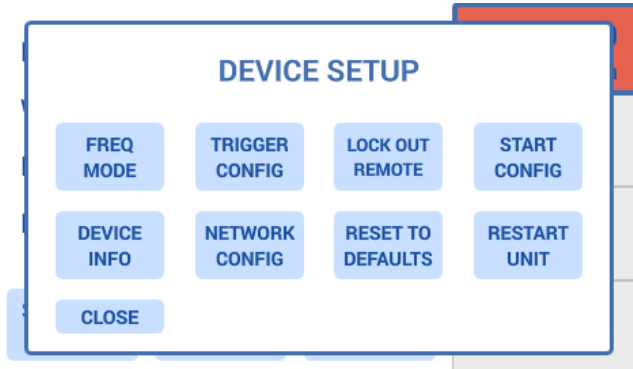 DEVICE SETUP
FREQ
MODE
TRIGGER
CONFIG
LOCK OUT
REMOTE
START
CONFIG
DEVICE
INFO
NETWORK
CONFIG
RESET TO
DEFAULTS
RESTART
UNIT
CLOSE